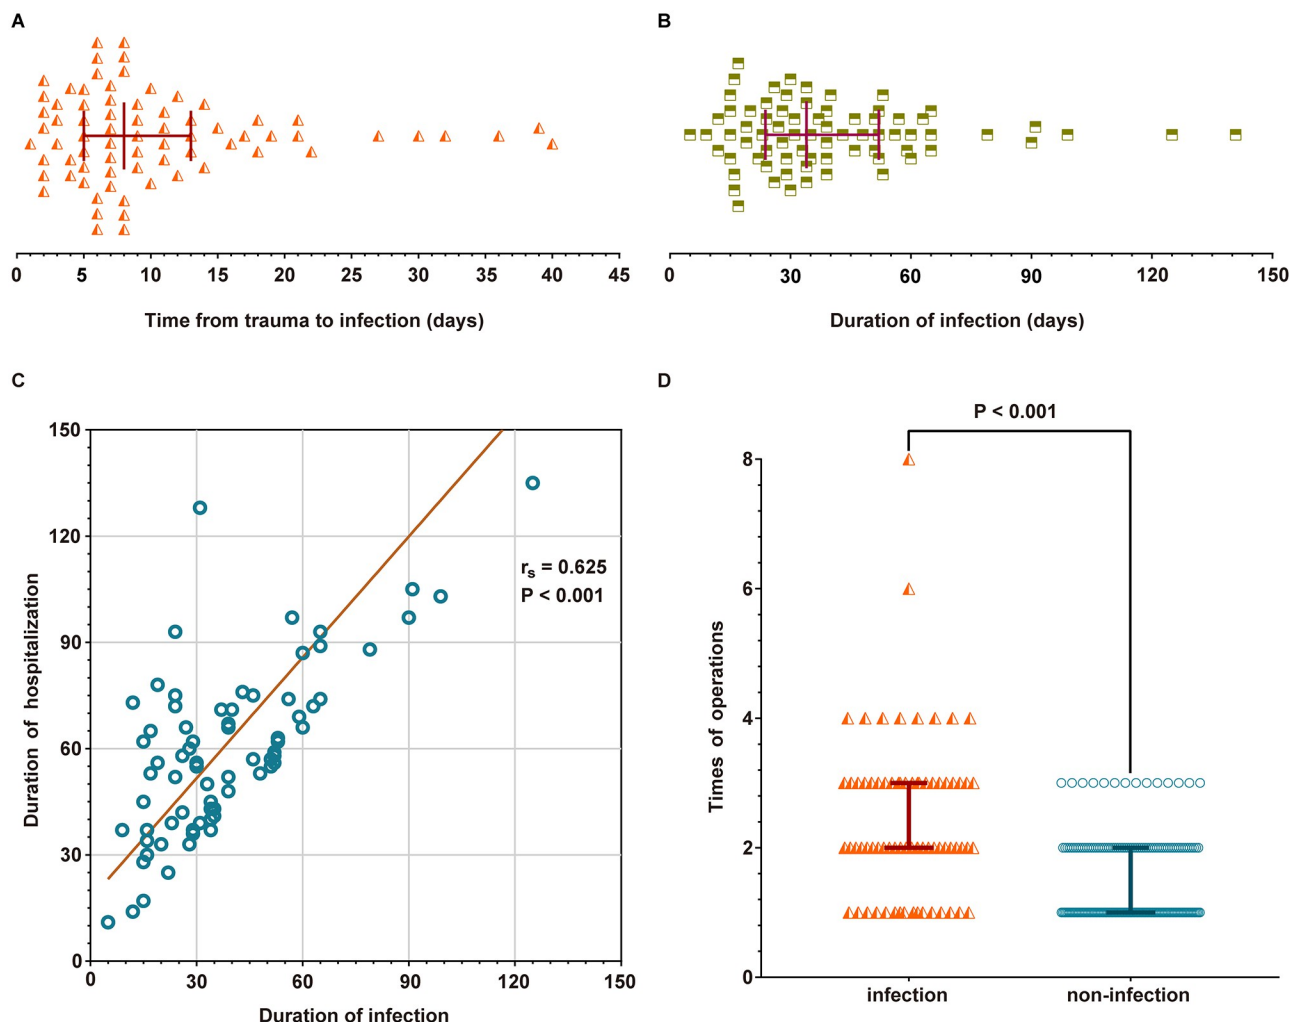 A
0 5 10 15 20 25 30 35 40 45
Time from trauma to infection (days)
B
0 30 60 90 120 150
Duration of infection (days)
C
150
120
90
60
30
0
Duration of hospitalization
r_s = 0.625
P < 0.001
0 30 60 90 120 150
Duration of infection
D
P < 0.001
8
6
4
2
0
Times of operations
infection non-infection